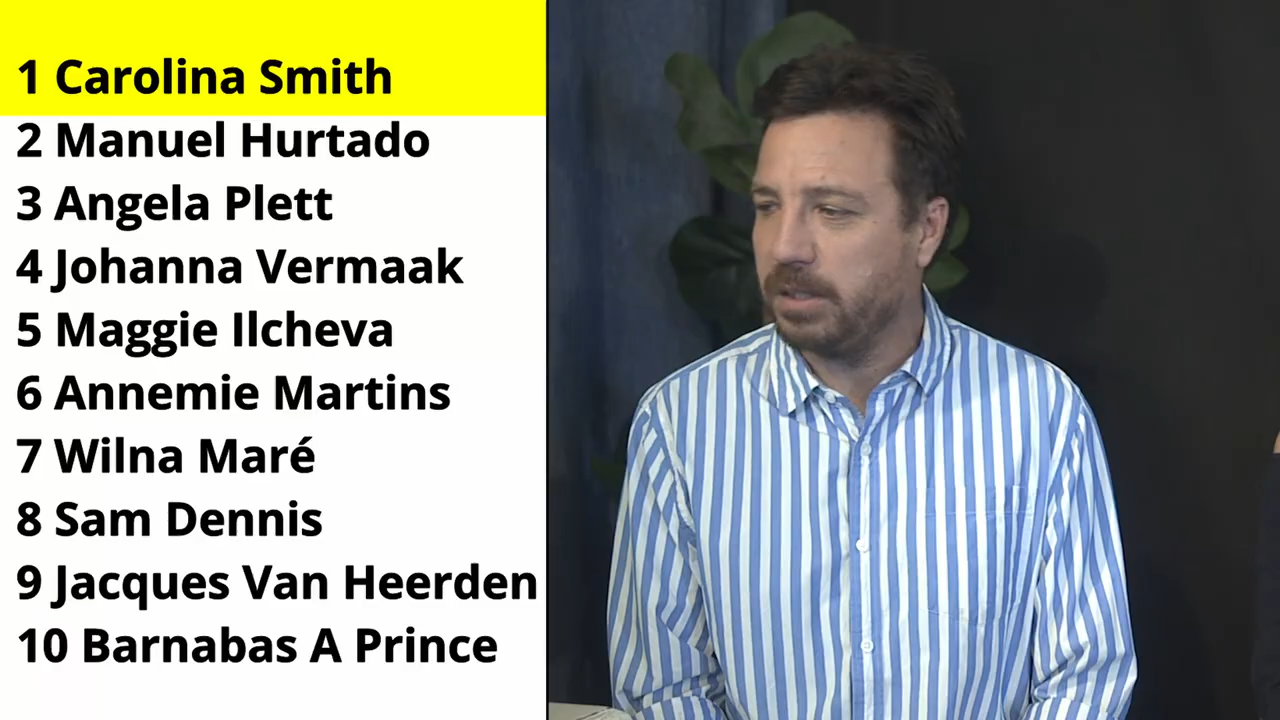 1 Carolina Smith
2 Manuel Hurtado
3 Angela Plett
4 Johanna Vermaak
5 Maggie Ilcheva
6 Annemie Martins
7 Wilna Maré
8 Sam Dennis
9 Jacques Van Heerden
10 Barnabas A Prince